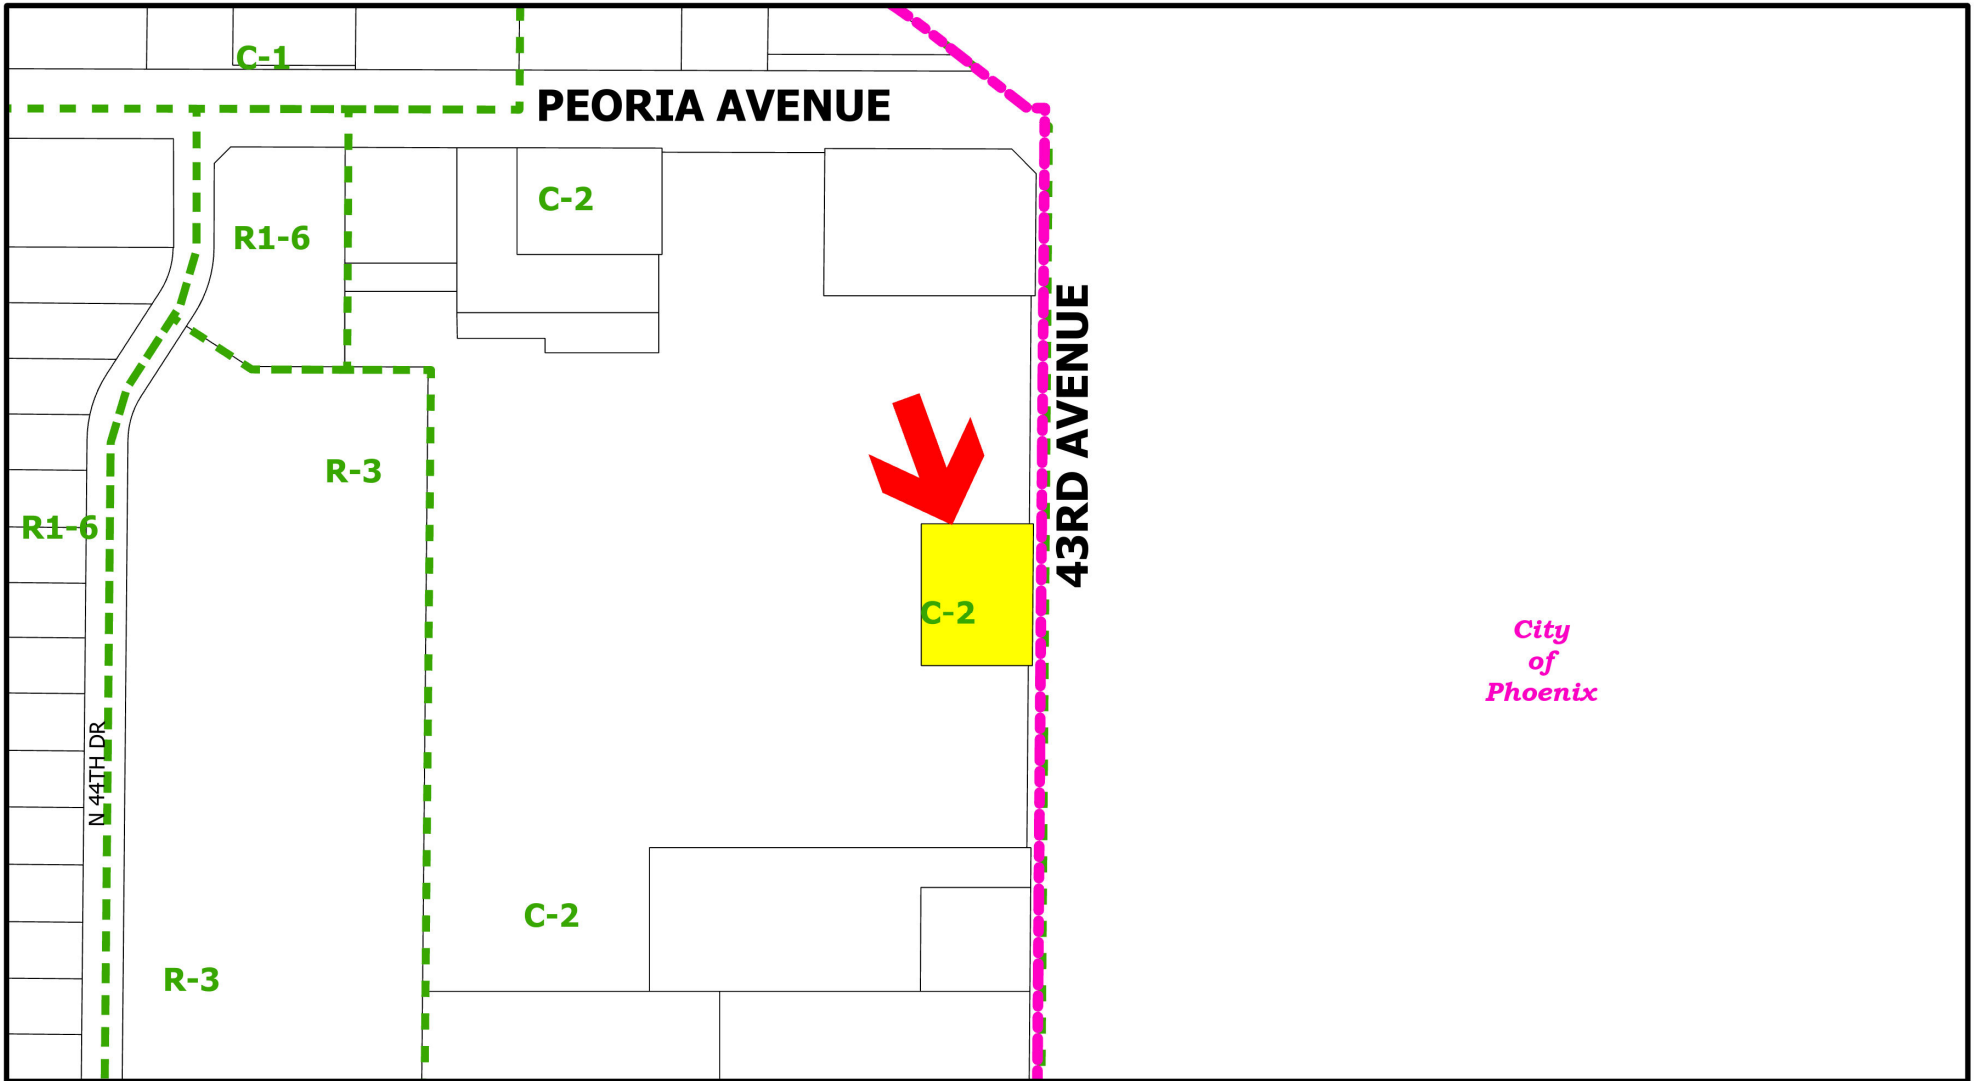 C-1
PEORIA AVENUE
C-2
R1-6
43RD AVENUE
R-3
R1-6
C-2
City
of
Phoenix
N 44TH DR
C-2
R-3